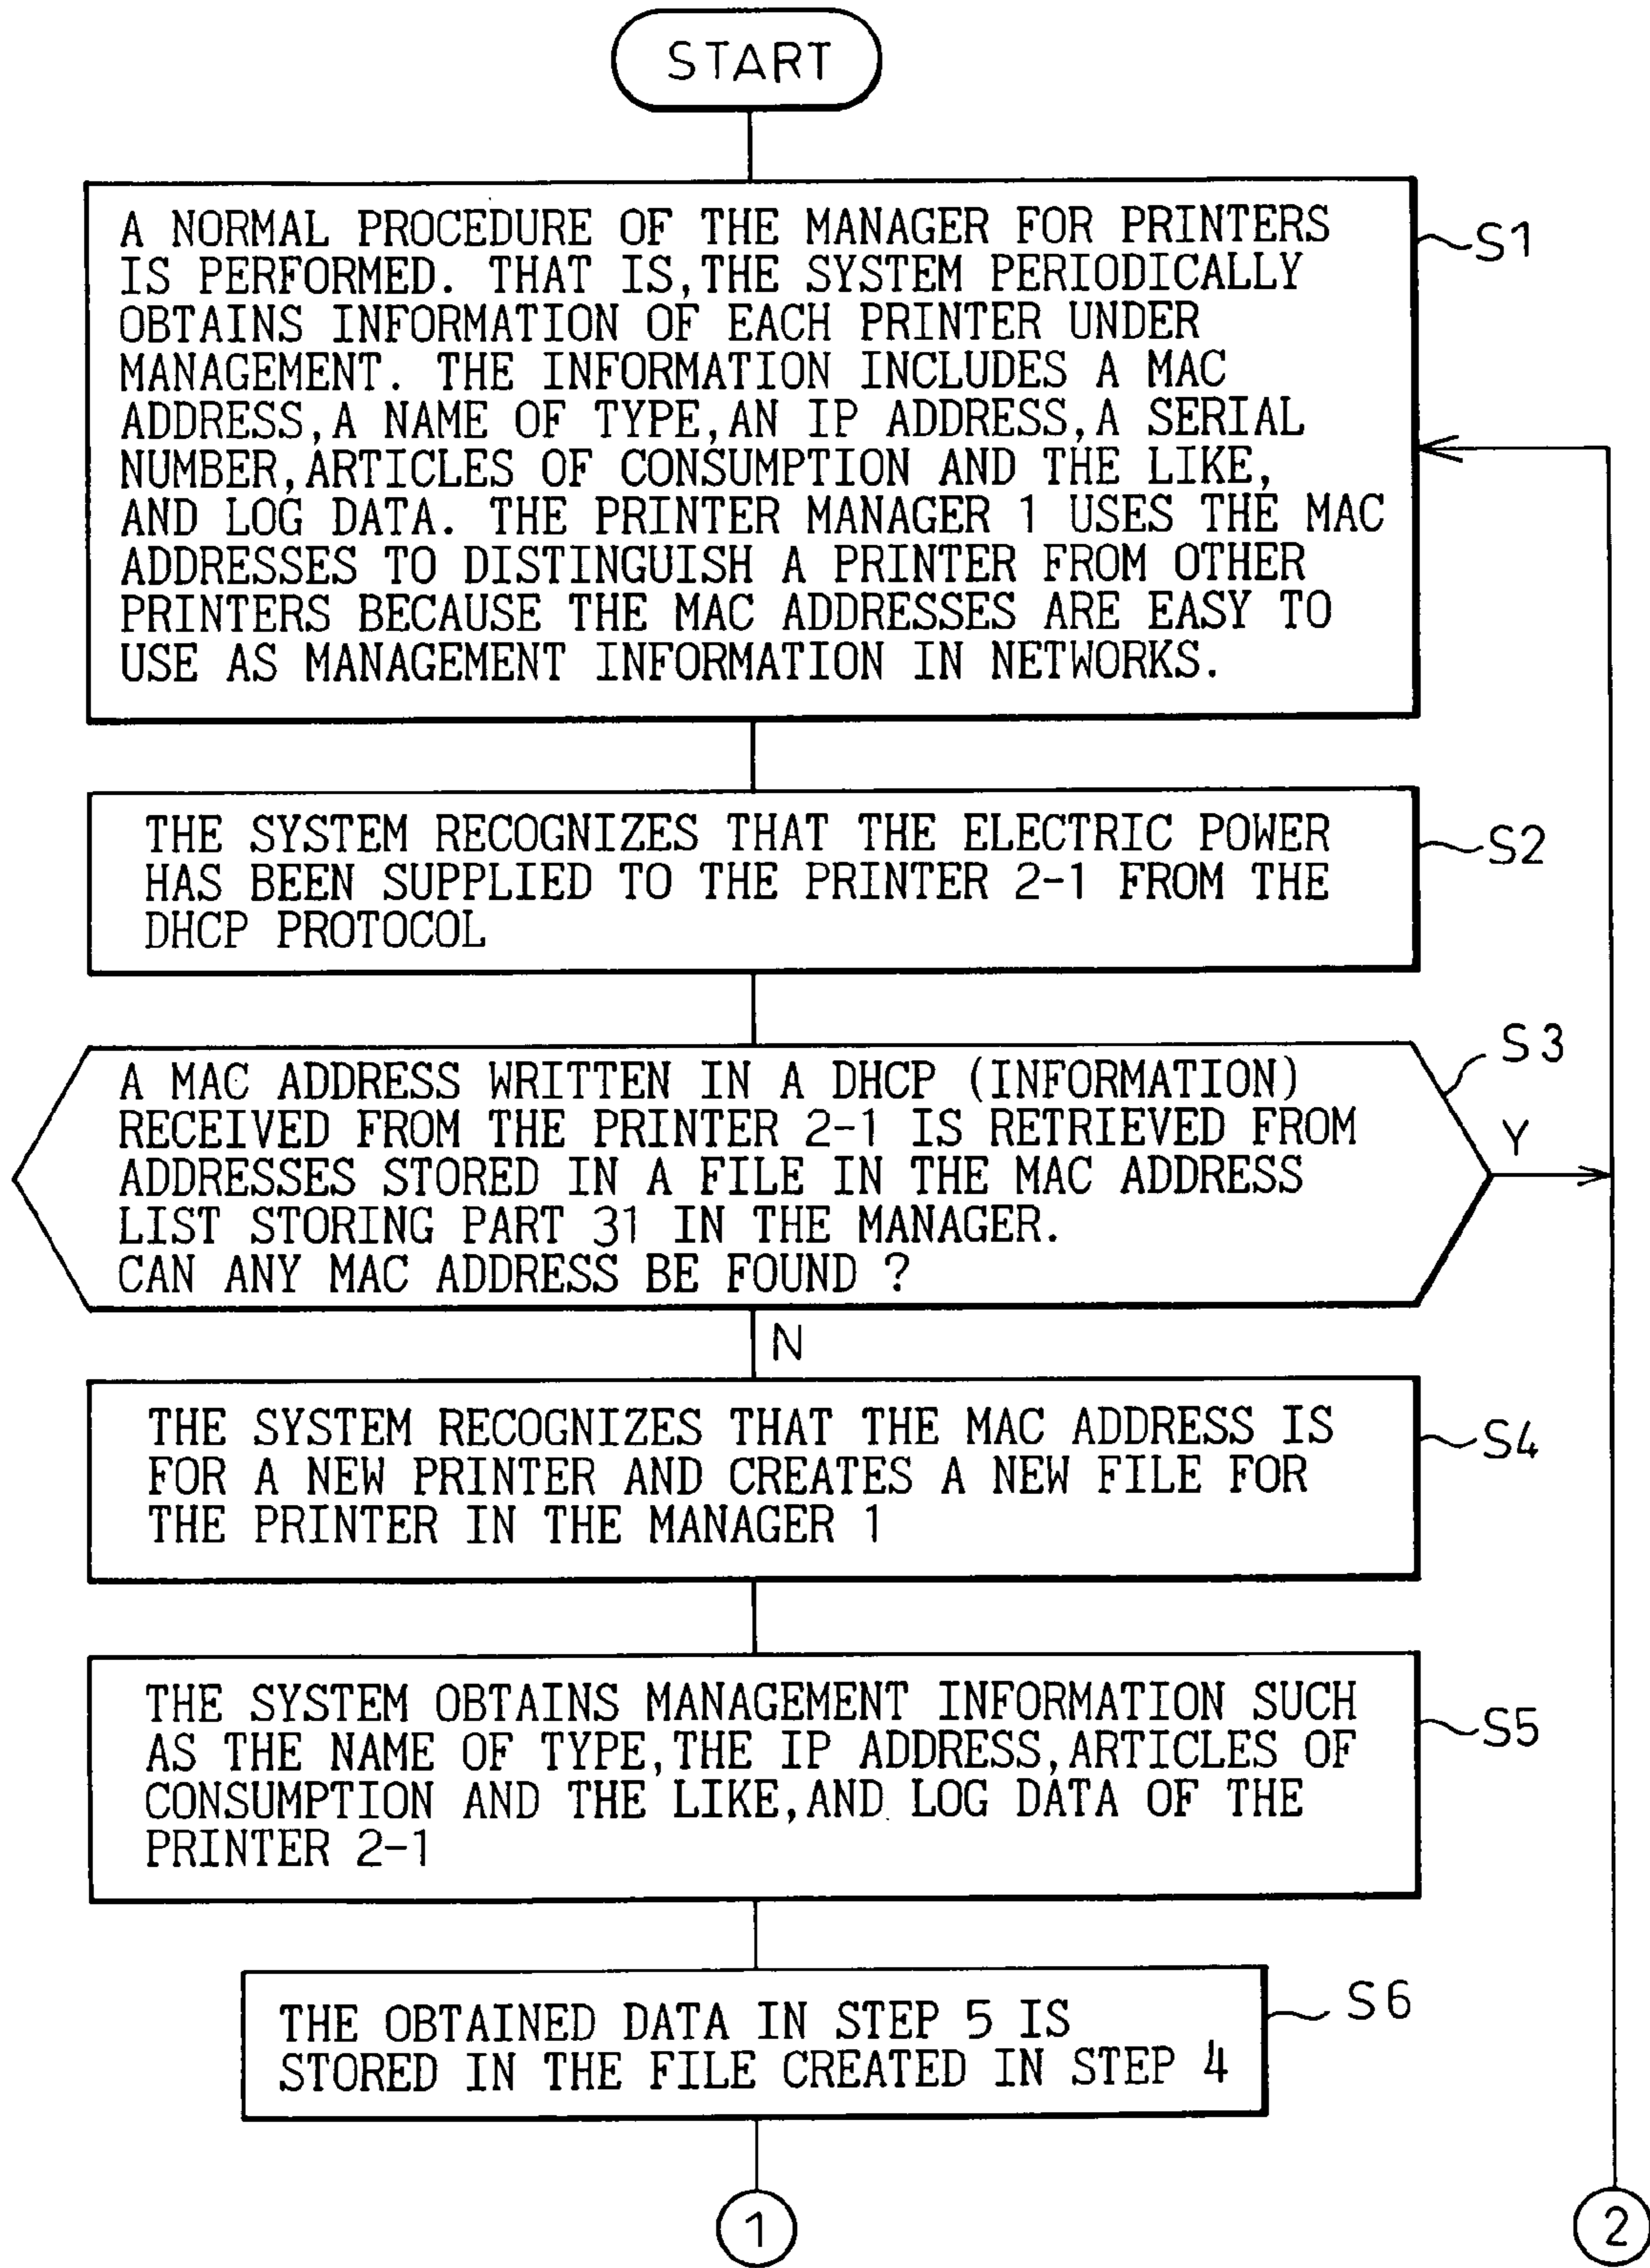 START
A NORMAL PROCEDURE OF THE MANAGER FOR PRINTERS
IS PERFORMED. THAT IS, THE SYSTEM PERIODICALLY
OBTAINS INFORMATION OF EACH PRINTER UNDER
MANAGEMENT. THE INFORMATION INCLUDES A MAC
ADDRESS, A NAME OF TYPE, AN IP ADDRESS, A SERIAL
NUMBER, ARTICLES OF CONSUMPTION AND THE LIKE,
AND LOG DATA. THE PRINTER MANAGER 1 USES THE MAC
ADDRESSES TO DISTINGUISH A PRINTER FROM OTHER
PRINTERS BECAUSE THE MAC ADDRESSES ARE EASY TO
USE AS MANAGEMENT INFORMATION IN NETWORKS.
S1
THE SYSTEM RECOGNIZES THAT THE ELECTRIC POWER
HAS BEEN SUPPLIED TO THE PRINTER 2-1 FROM THE
DHCP PROTOCOL
S2
A MAC ADDRESS WRITTEN IN A DHCP (INFORMATION)
RECEIVED FROM THE PRINTER 2-1 IS RETRIEVED FROM
ADDRESSES STORED IN A FILE IN THE MAC ADDRESS
LIST STORING PART 31 IN THE MANAGER.
CAN ANY MAC ADDRESS BE FOUND ?
S3
Y
N
THE SYSTEM RECOGNIZES THAT THE MAC ADDRESS IS
FOR A NEW PRINTER AND CREATES A NEW FILE FOR
THE PRINTER IN THE MANAGER 1
S4
THE SYSTEM OBTAINS MANAGEMENT INFORMATION SUCH
AS THE NAME OF TYPE, THE IP ADDRESS, ARTICLES OF
CONSUMPTION AND THE LIKE, AND LOG DATA OF THE
PRINTER 2-1
S5
THE OBTAINED DATA IN STEP 5 IS
STORED IN THE FILE CREATED IN STEP 4
S6
1
2